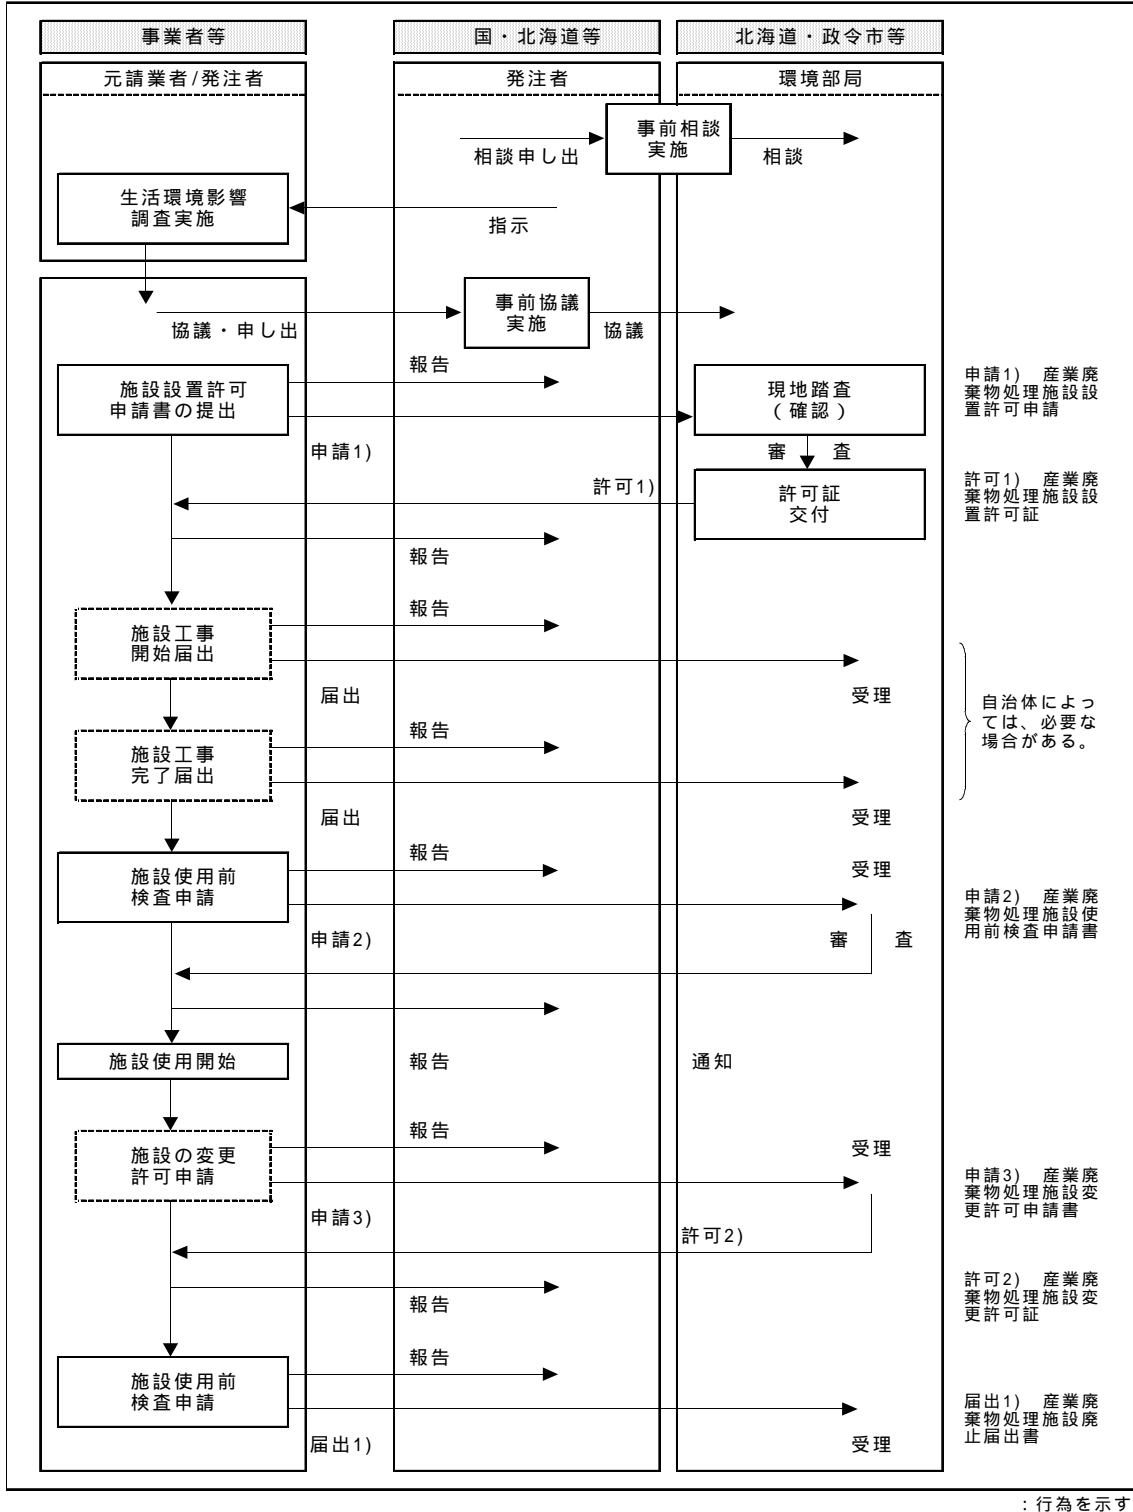 事業者等
国・北海道等
北海道・政令市等
元請業者/発注者
発注者
環境部局
事前相談
実施
相談申し出
相談
生活環境影響
調査実施
指示
事前協議
実施
協議・申し出
協議
報告
施設設置許可
申請書の提出
現地踏査
(確認)
申請1) 産業廃
棄物処理施設設
置許可申請
申請1)
審 査
許可1)
許可証
交付
許可1) 産業廃
棄物処理施設設
置許可証
報告
報告
施設工事
開始届出
届出
受理
自治体によっ
ては、必要な
場合がある。
報告
施設工事
完了届出
届出
受理
報告
受理
施設使用前
検査申請
申請2) 産業廃
棄物処理施設使
用前検査申請書
申請2)
審 査
施設使用開始
報告
通知
報告
受理
施設の変更
許可申請
申請3) 産業廃
棄物処理施設変
更許可申請書
申請3)
許可2)
許可2) 産業廃
棄物処理施設変
更許可証
報告
報告
施設使用前
検査申請
届出1) 産業廃
棄物処理施設廃
止届出書
届出1)
受理
:行為を示す